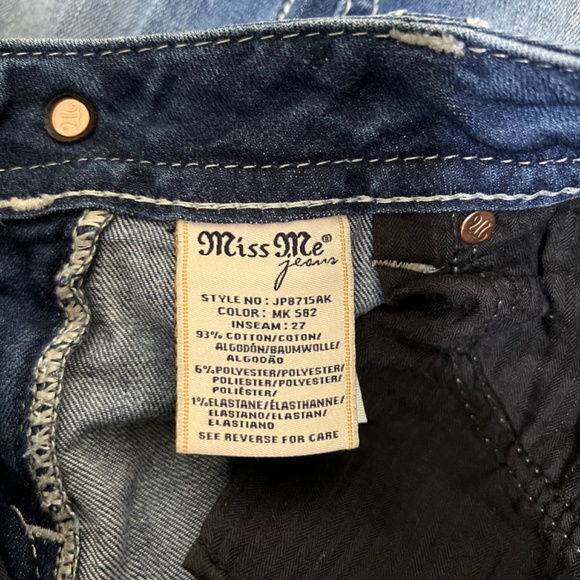 Miss Me
jeans
STYLE NO: JP8715AK
COLOR: MK 582
INSEAM: 27
93% COTTON/COTON/
ALGODÓN/BAUMWOLLE/
ALGODÃO
6%POLYESTER/POLYESTER/
POLIESTER/POLYESTER/
POLIÉSTER/
1%ELASTANE/ÉLASTHANNE/
ELASTANO/ELASTAN/
ELASTIANO
SEE REVERSE FOR CARE